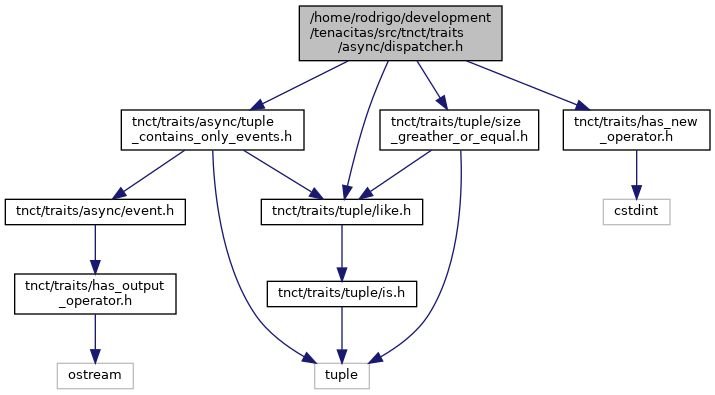 /home/rodrigo/development
/tenacitas/src/tnct/traits
/async/dispatcher.h
tnct/traits/async/tuple
_contains_only_events.h
tnct/traits/tuple/size
_greather_or_equal.h
tnct/traits/has_new
_operator.h
tnct/traits/async/event.h
tnct/traits/tuple/like.h
cstdint
tnct/traits/has_output
_operator.h
tnct/traits/tuple/is.h
ostream
tuple